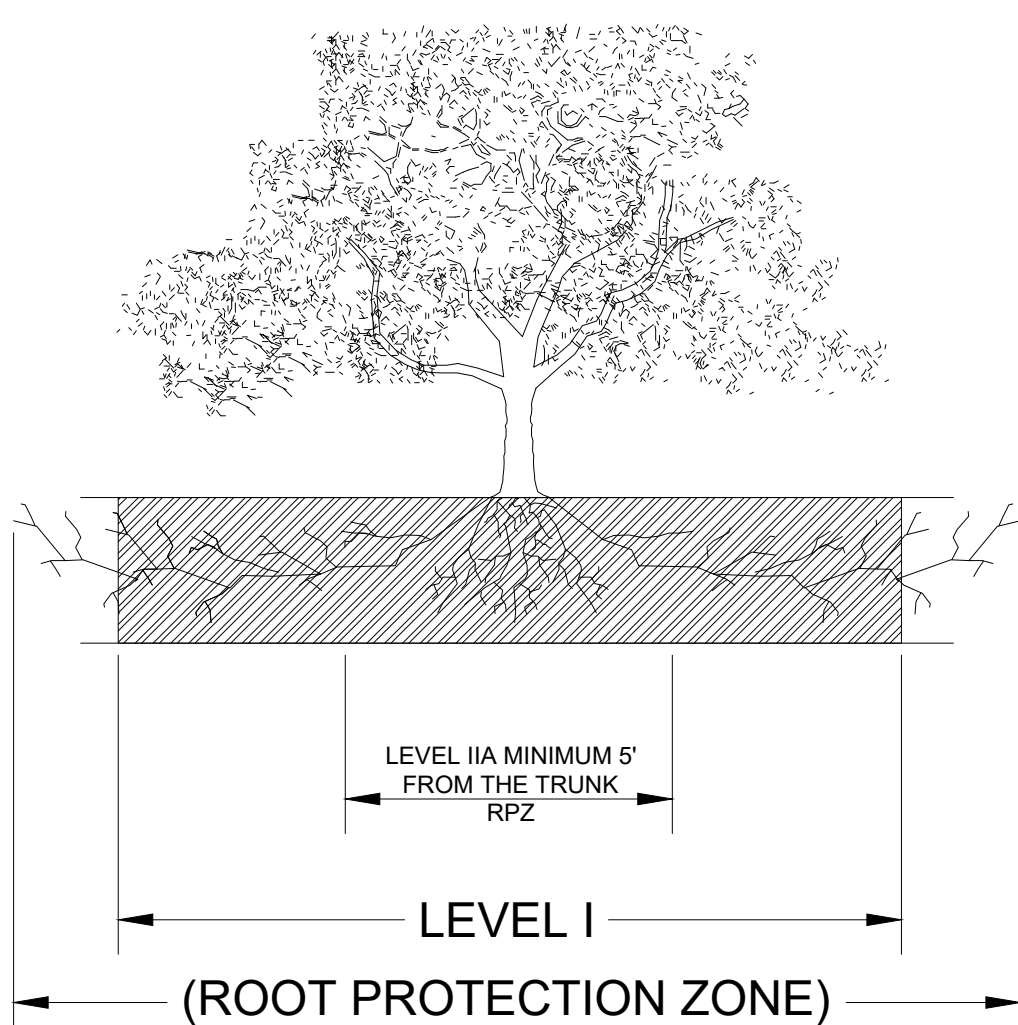 LEVEL IIA MINIMUM 5'
FROM THE TRUNK
RPZ
LEVEL I
(ROOT PROTECTION ZONE)